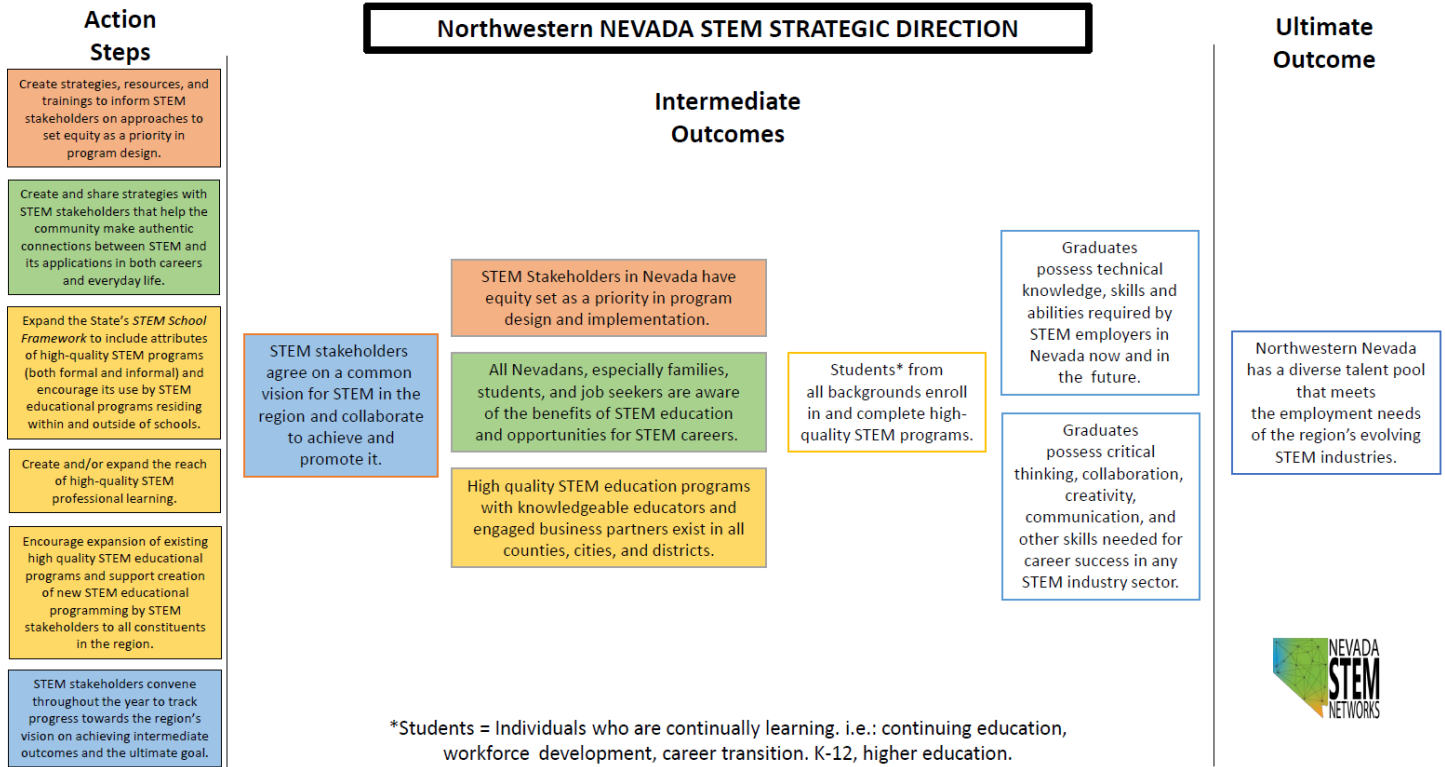 Action
Steps
Create strategies, resources, and
trainings to inform STEM
stakeholders on approaches to
set equity as a priority in
program design.
Create and share strategies with
STEM stakeholders that help the
community make authentic
connections between STEM and
its applications in both careers
and everyday life.
Expand the State's STEM School
Framework to include attributes
of high-quality STEM programs
(both formal and informal) and
encourage its use by STEM
educational programs residing
within and outside of schools.
Create and/or expand the reach
of high-quality STEM
professional learning.
Encourage expansion of existing
high quality STEM educational
programs and support creation
of new STEM educational
programming by STEM
stakeholders to all constituents
in the region.
STEM stakeholders convene
throughout the year to track
progress towards the region's
vision on achieving intermediate
outcomes and the ultimate goal.
Northwestern NEVADA STEM STRATEGIC DIRECTION
Intermediate
Outcomes
STEM stakeholders
agree on a common
vision for STEM in the
region and collaborate
to achieve and
promote it.
STEM Stakeholders in Nevada have
equity set as a priority in program
design and implementation.
All Nevadans, especially families,
students, and job seekers are aware
of the benefits of STEM education
and opportunities for STEM careers.
High quality STEM education programs
with knowledgeable educators and
engaged business partners exist in all
counties, cities, and districts.
Students* from
all backgrounds enroll
in and complete high-
quality STEM programs.
Graduates
possess technical
knowledge, skills and
abilities required by
STEM employers in
Nevada now and in
the future.
Graduates
possess critical
thinking, collaboration,
creativity,
communication, and
other skills needed for
career success in any
STEM industry sector.
*Students = Individuals who are continually learning. i.e.: continuing education,
workforce development, career transition. K-12, higher education.
Ultimate
Outcome
Northwestern Nevada
has a diverse talent pool
that meets
the employment needs
of the region's evolving
STEM industries.
NEVADA
STEM
NETWORKS